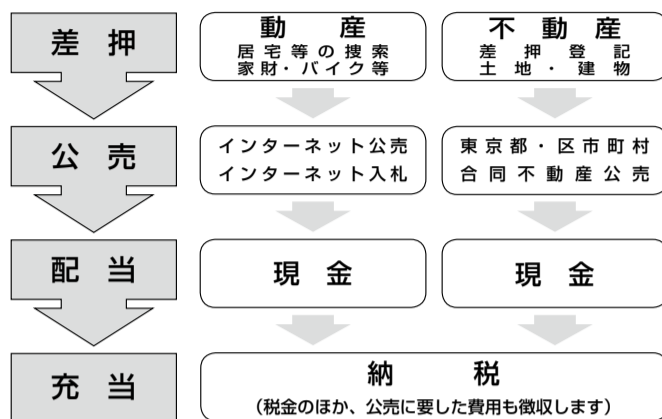 差押
動産
居宅等の捜索
家財・バイク等
不動産
差押登記
土地・建物
公売
インターネット公売
インターネット入札
東京都・区市町村
合同不動産公売
配当
現金
現金
充当
納税
(税金のほか、公売に要した費用も徴収します)